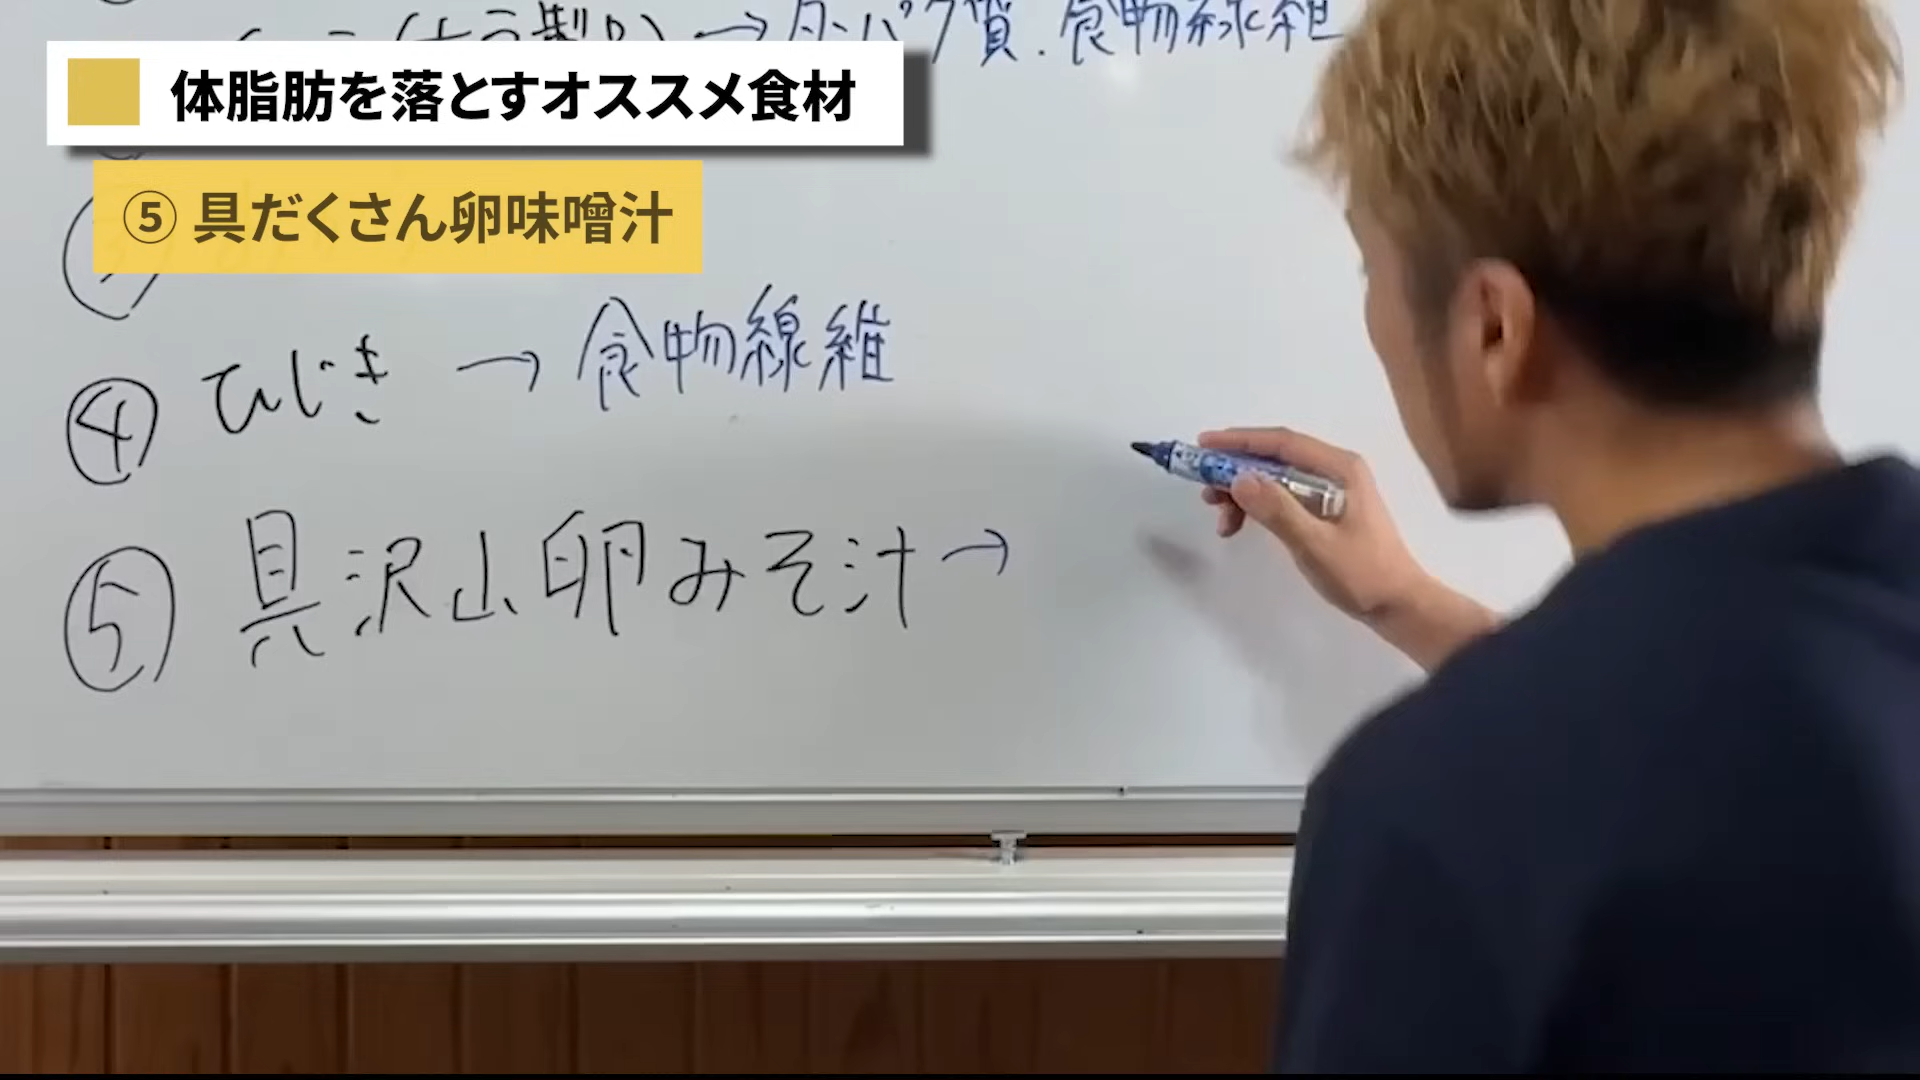 タンパク質.食物繊維
体脂肪を落とすオススメ食材
⑤ 具だくさん卵味噌汁
④ ひじき → 食物線維
⑤ 具沢山卵みそ汁→